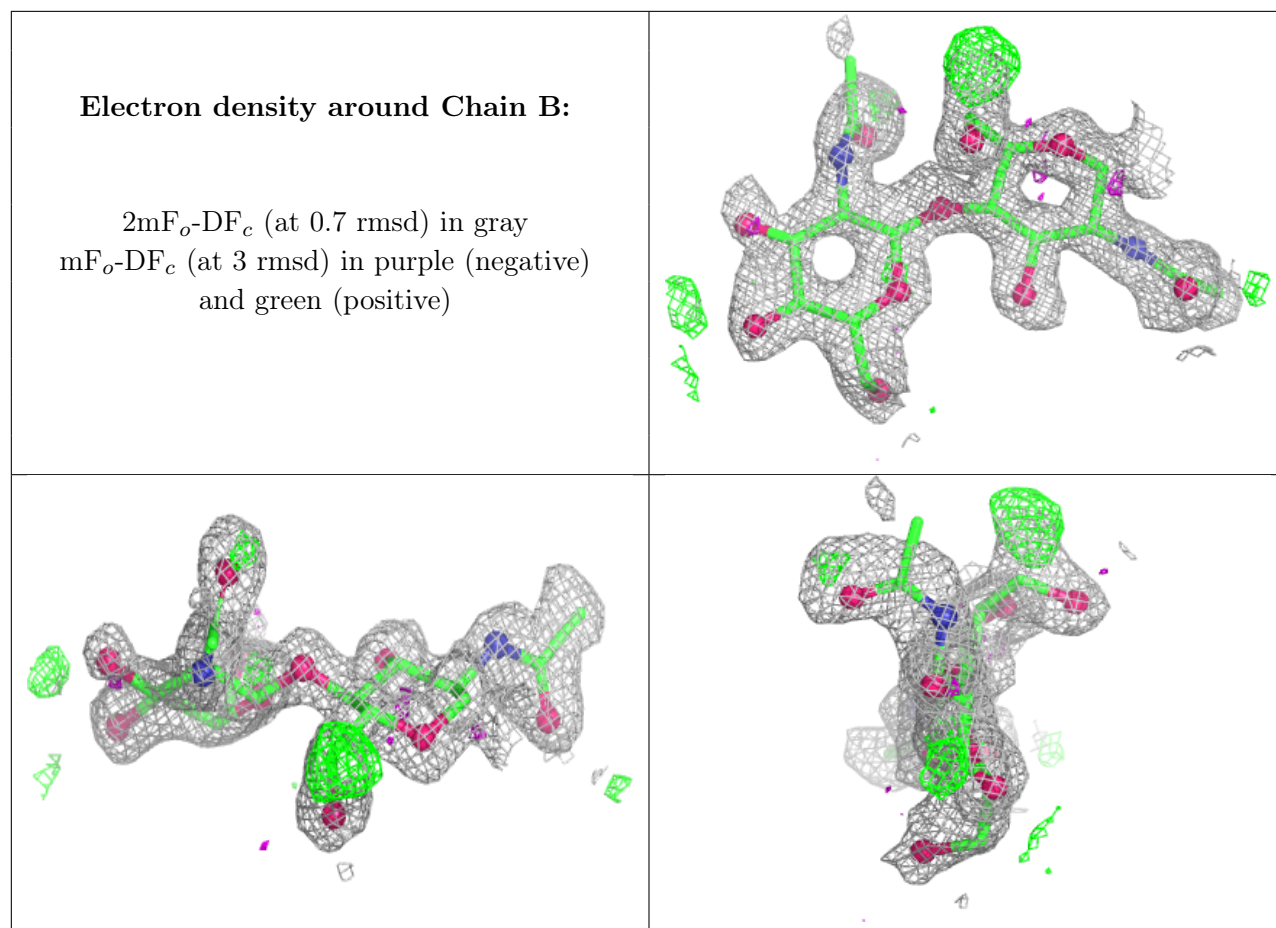 Electron density around Chain B:
2mFo-DFc (at 0.7 rmsd) in gray
mFo-DFc (at 3 rmsd) in purple (negative)
and green (positive)